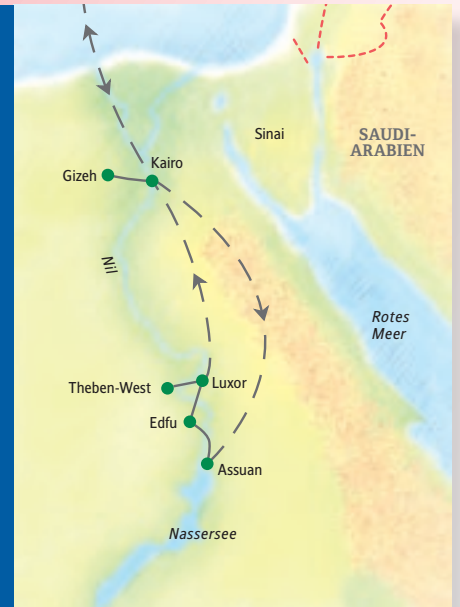 Sinai
SAUDI-
ARABIEN
Kairo
Gizeh
Nil
Rotes
Meer
Theben-West
Luxor
Edfu
Assuan
Nassersee